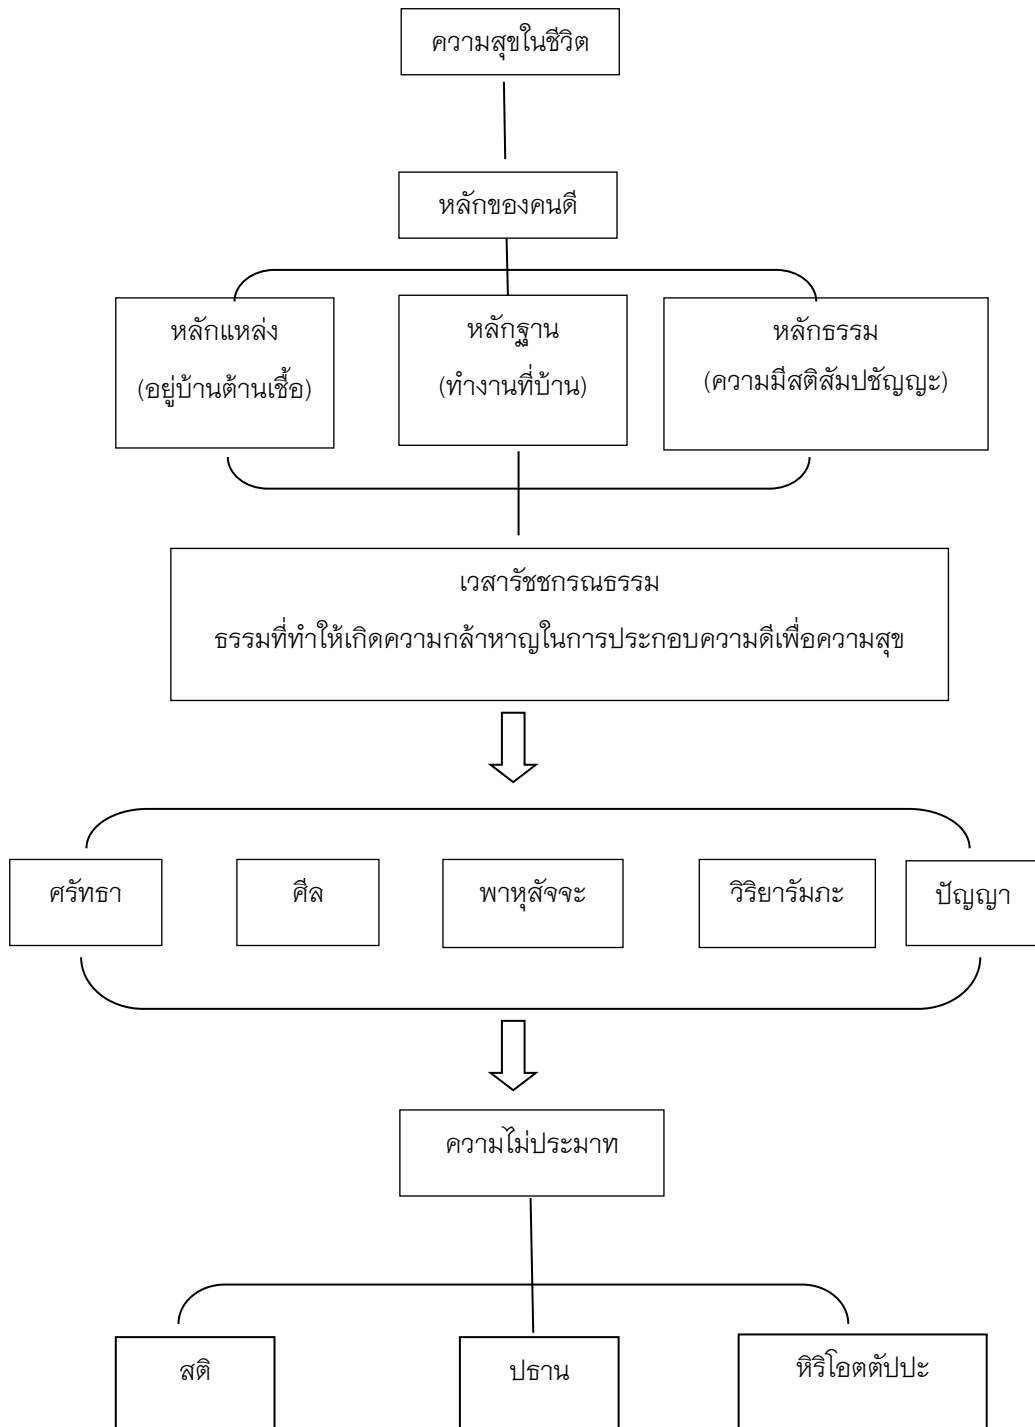 ความสุขในชีวิต
หลักของคนดี
หลักแหล่ง
(อยู่บ้านต้านเชื้อ)
หลักฐาน
(ทำงานที่บ้าน)
หลักธรรม
(ความมีสติสัมปชัญญะ)
เวสารัชชกรณธรรม
ธรรมที่ทำให้เกิดความกล้าหาญในการประกอบความดีเพื่อความสุข
ศรัทธา
ศีล
พาหุสัจจะ
วิริยารัมภะ
ปัญญา
ความไม่ประมาท
สติ
ปธาน
หิริโอตตัปปะ